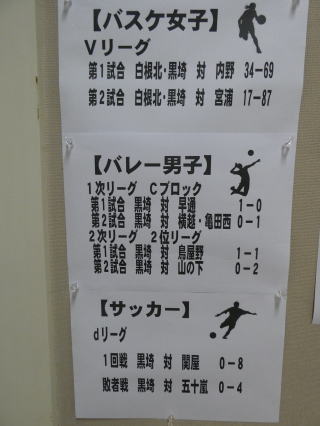 【バスケ女子】
Vリーグ
第1試合 白根北・黒埼 対 内野 34-69
第2試合 白根北・黒埼 対 宮浦 17-87
【バレー男子】
1次リーグ Cブロック
第1試合 黒埼 対 早通 1-0
第2試合 黒埼 対 横越・亀田西 0-1
2次リーグ 2位リーグ
第1試合 黒埼 対 鳥屋野 1-1
第2試合 黒埼 対 山の下 0-2
【サッカー】
dリーグ
1回戦 黒埼 対 関屋 0-8
敗者戦 黒埼 対 五十嵐 0-4